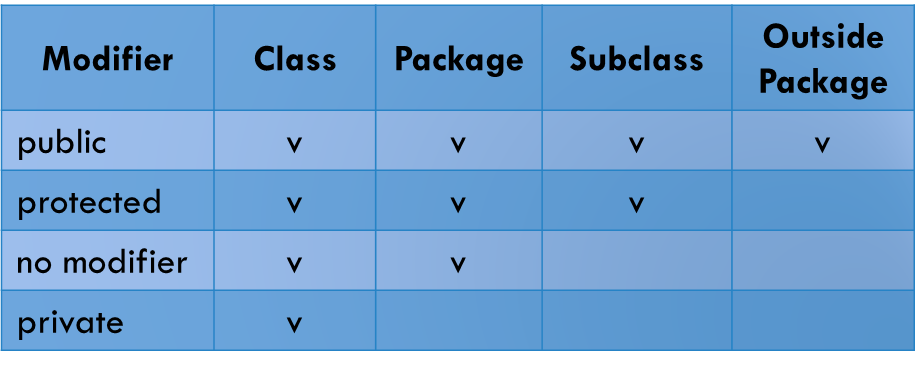 Modifier Class Package Subclass Outside Package
public v v v v
protected v v v
no modifier v v
private v